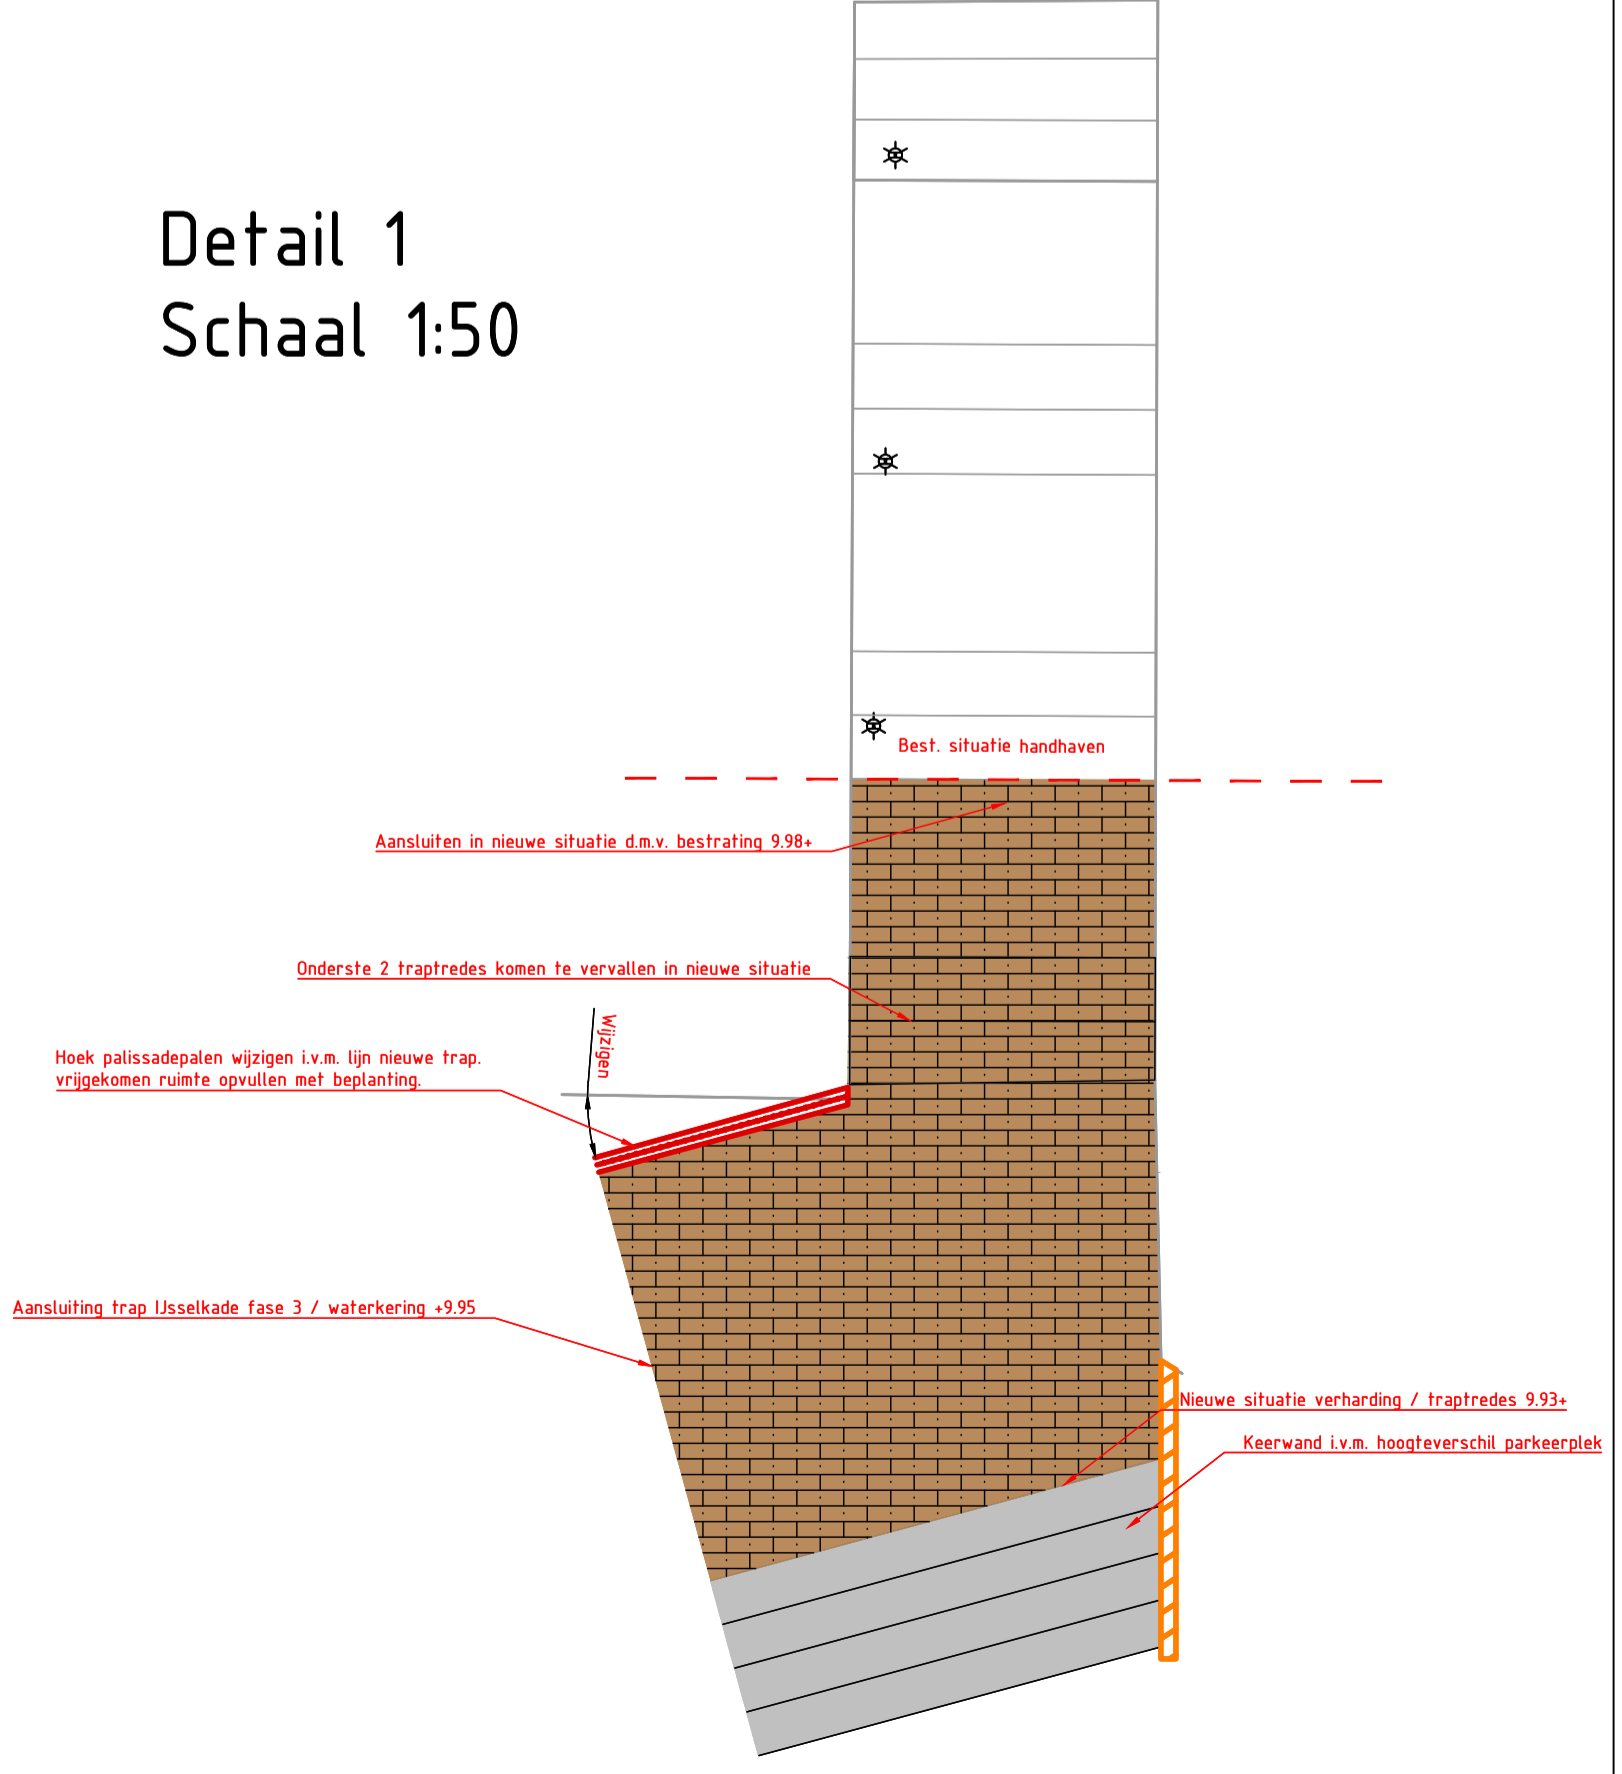 Detail 1
Schaal 1:50
Best. situatie handhaven
Aansluiten in nieuwe situatie d.m.v. bestrating 9.98+
Onderste 2 traptredes komen te vervallen in nieuwe situatie
Wijzigen
Hoek palissadepalen wijzigen i.v.m. lijn nieuwe trap.
vrijgekomen ruimte opvullen met beplanting.
Aansluiting trap IJsselkade fase 3 / waterkering +9.95
Nieuwe situatie verharding / traptredes 9.93+
Keerwand i.v.m. hoogteverschil parkeerplek